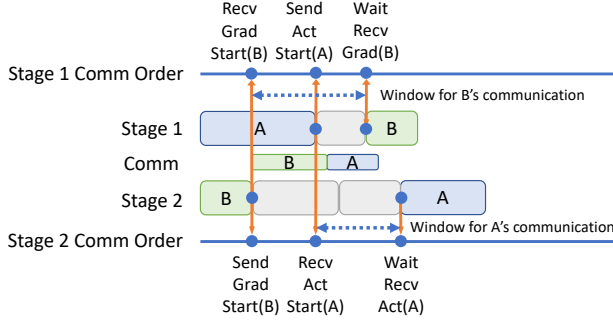 Recv Send Wait
Grad Act Recv
Start(B) Start(A) Grad(B)
Stage 1 Comm Order
Window for B's communication
Stage 1 A B
Comm B A
Stage 2 B A
Window for A's communication
Stage 2 Comm Order
Send Recv Wait
Grad Act Recv
Start(B) Start(A) Act(A)